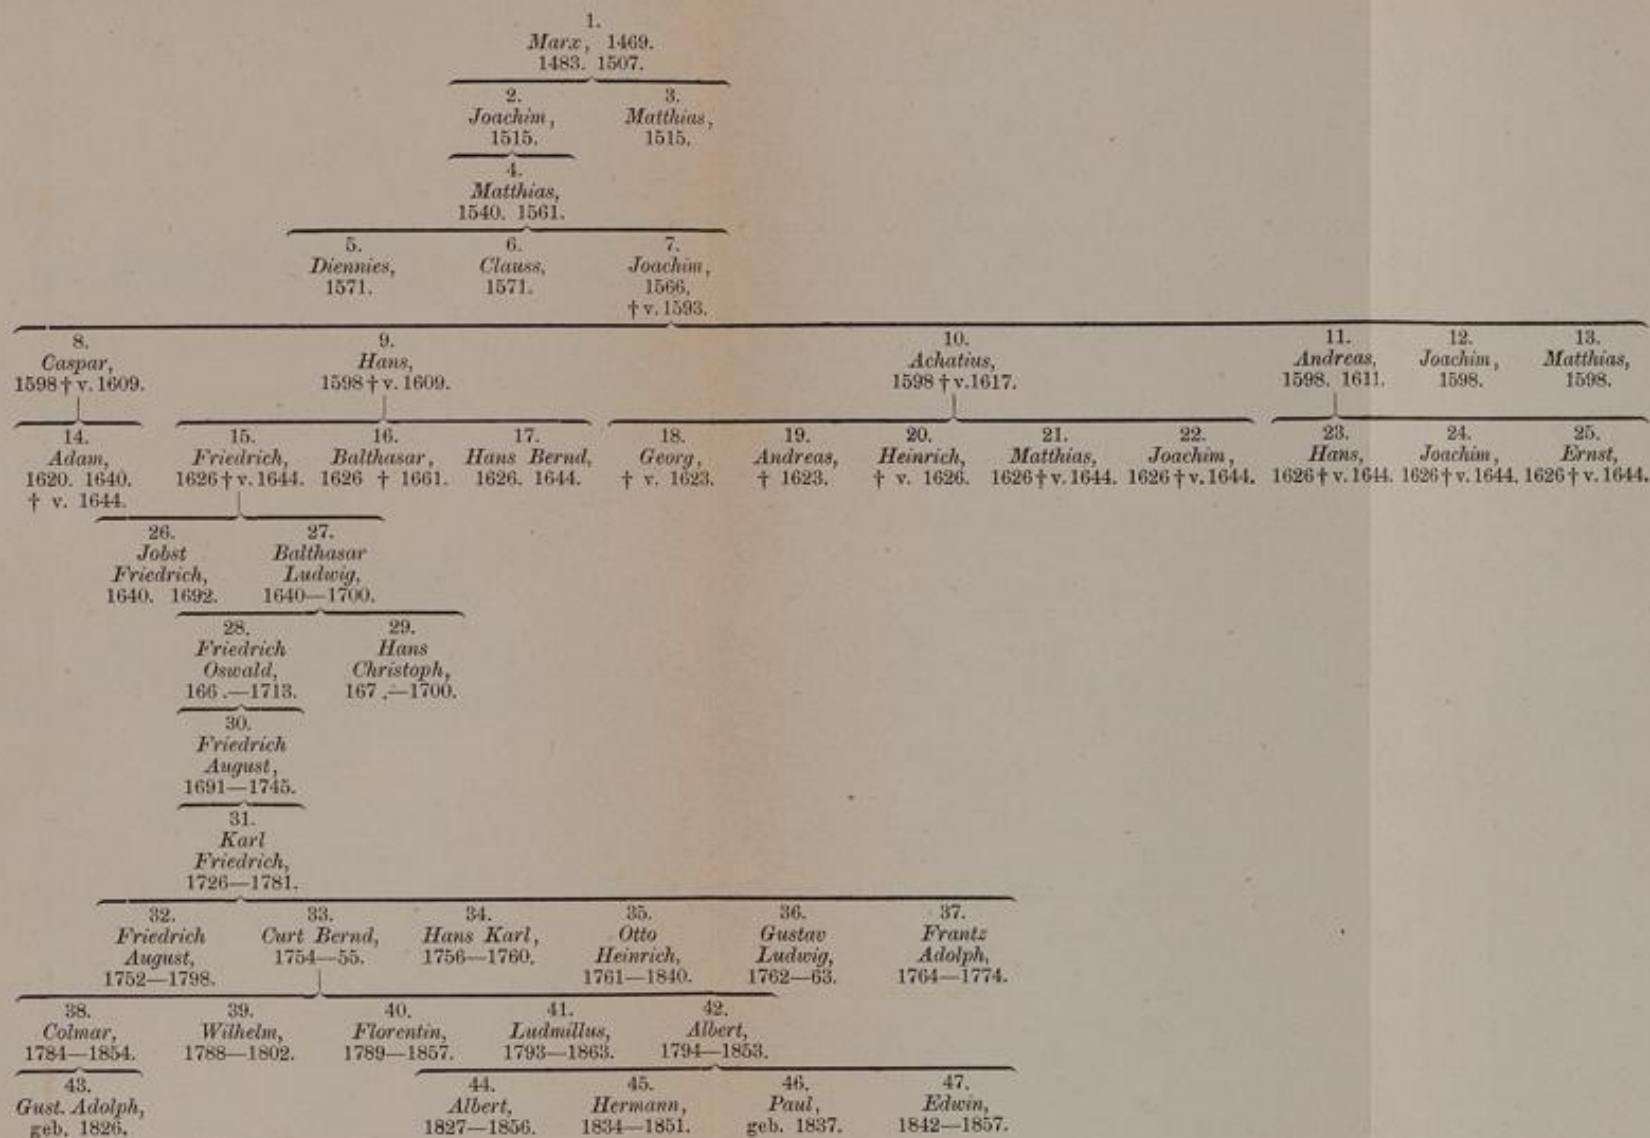 1.
Marx, 1469.
1483. 1507.
2. 3.
Joachim, Matthias,
1515. 1515.
4.
Matthias,
1540. 1561.
5. 6. 7.
Diennies, Clauss, Joachim,
1571. 1571. 1566,
† v. 1593.
8. 9. 10. 11. 12. 13.
Caspar, Hans, Achatius, Andreas, Joachim, Matthias,
1598 † v. 1609. 1598 † v. 1609. 1598 † v. 1617. 1598. 1611. 1598. 1598.
14. 15. 16. 17. 18. 19. 20. 21. 22. 23. 24. 25.
Adam, Friedrich, Balthasar, Hans Bernd, Georg, Andreas, Heinrich, Matthias, Joachim, Hans, Joachim, Ernst,
1620. 1640. 1626 † v. 1644. 1626 † 1661. 1626. 1644. † v. 1623. † 1623. † v. 1626. 1626 † v. 1644. 1626 † v. 1644. 1626 † v. 1644. 1626 † v. 1644. 1626 † v. 1644.
† v. 1644.
26. 27.
Jobst Balthasar
Friedrich, Ludwig,
1640. 1692. 1640—1700.
28. 29.
Friedrich Hans
Oswald, Christoph,
166 .—1713. 167 .—1700.
30.
Friedrich
August,
1691—1745.
31.
Karl
Friedrich,
1726—1781.
32. 33. 34. 35. 36. 37.
Friedrich Curt Bernd, Hans Karl, Otto Gustav Frantz
August, 1754—55. 1756—1760. Heinrich, Ludwig, Adolph,
1752—1798. 1761—1840. 1762—63. 1764—1774.
38. 39. 40. 41. 42.
Colmar, Wilhelm, Florentin, Ludmillus, Albert,
1784—1854. 1788—1802. 1789—1857. 1793—1863. 1794—1853.
43. 44. 45. 46. 47.
Gust. Adolph, Albert, Hermann, Paul, Edwin,
geb. 1826. 1827—1856. 1834—1851. geb. 1837. 1842—1857.